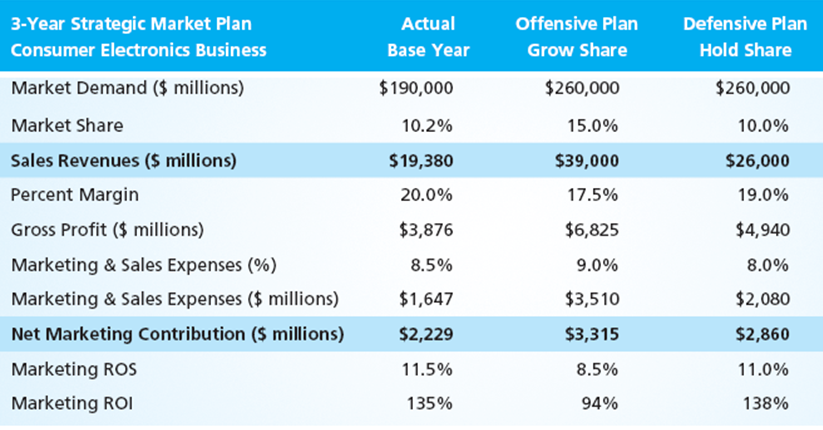 3-Year Strategic Market Plan Actual Offensive Plan Defensive Plan
Consumer Electronics Business Base Year Grow Share Hold Share
Market Demand ($ millions) $190,000 $260,000 $260,000
Market Share 10.2% 15.0% 10.0%
Sales Revenues ($ millions) $19,380 $39,000 $26,000
Percent Margin 20.0% 17.5% 19.0%
Gross Profit ($ millions) $3,876 $6,825 $4,940
Marketing & Sales Expenses (%) 8.5% 9.0% 8.0%
Marketing & Sales Expenses ($ millions) $1,647 $3,510 $2,080
Net Marketing Contribution ($ millions) $2,229 $3,315 $2,860
Marketing ROS 11.5% 8.5% 11.0%
Marketing ROI 135% 94% 138%